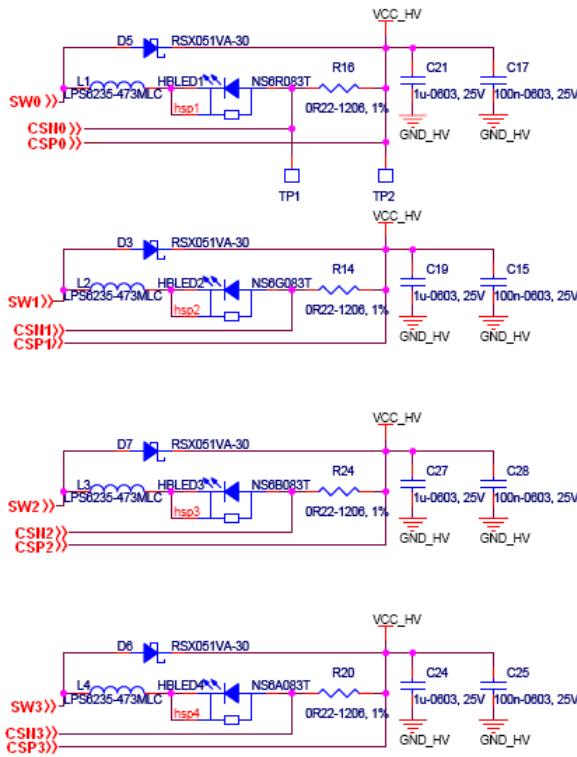 VCC_HV
D5 RSX051VA-30
L1 HBLED1 NS6R083T R16 C21 C17
LPS6235-473MLC
SW0
hsp1 0R22-1206, 1% 1u-0603, 25V 100n-0603, 25V
CSN0
CSP0
GND_HV GND_HV
TP1 TP2
VCC_HV
D3 RSX051VA-30
L2 HBLED2 NS6G083T R14 C19 C15
LPS6235-473MLC
SW1
hsp2 0R22-1206, 1% 1u-0603, 25V 100n-0603, 25V
CSN1
CSP1
GND_HV GND_HV
VCC_HV
D7 RSX051VA-30
L3 HBLED3 NS6B083T R24 C27 C28
LPS6235-473MLC
SW2
hsp3 0R22-1206, 1% 1u-0603, 25V 100n-0603, 25V
CSN2
CSP2
GND_HV GND_HV
VCC_HV
D6 RSX051VA-30
L4 HBLED4 NS6A083T R20 C24 C25
LPS6235-473MLC
SW3
hsp4 0R22-1206, 1% 1u-0603, 25V 100n-0603, 25V
CSN3
CSP3
GND_HV GND_HV